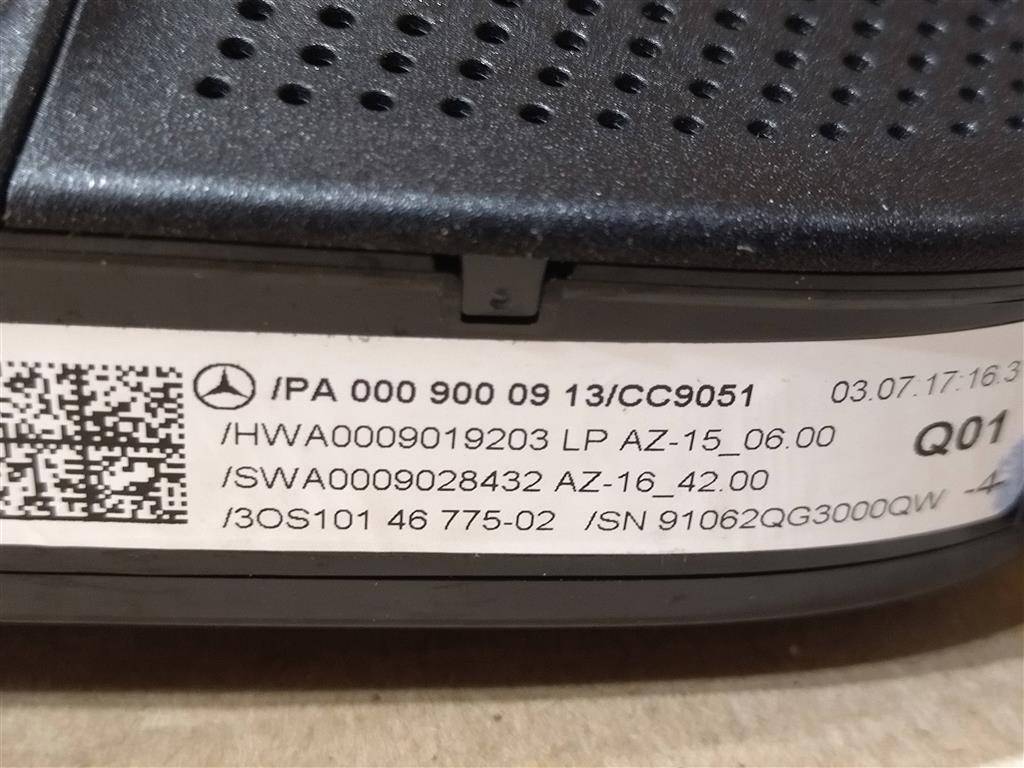 /PA 000 900 09 13/CC9051 03.07.17:16.3
/HWA0009019203 LP AZ-15_06.00 Q01
/SWA0009028432 AZ-16_42.00
/3OS101 46 775-02 /SN 91062QG3000QW -4